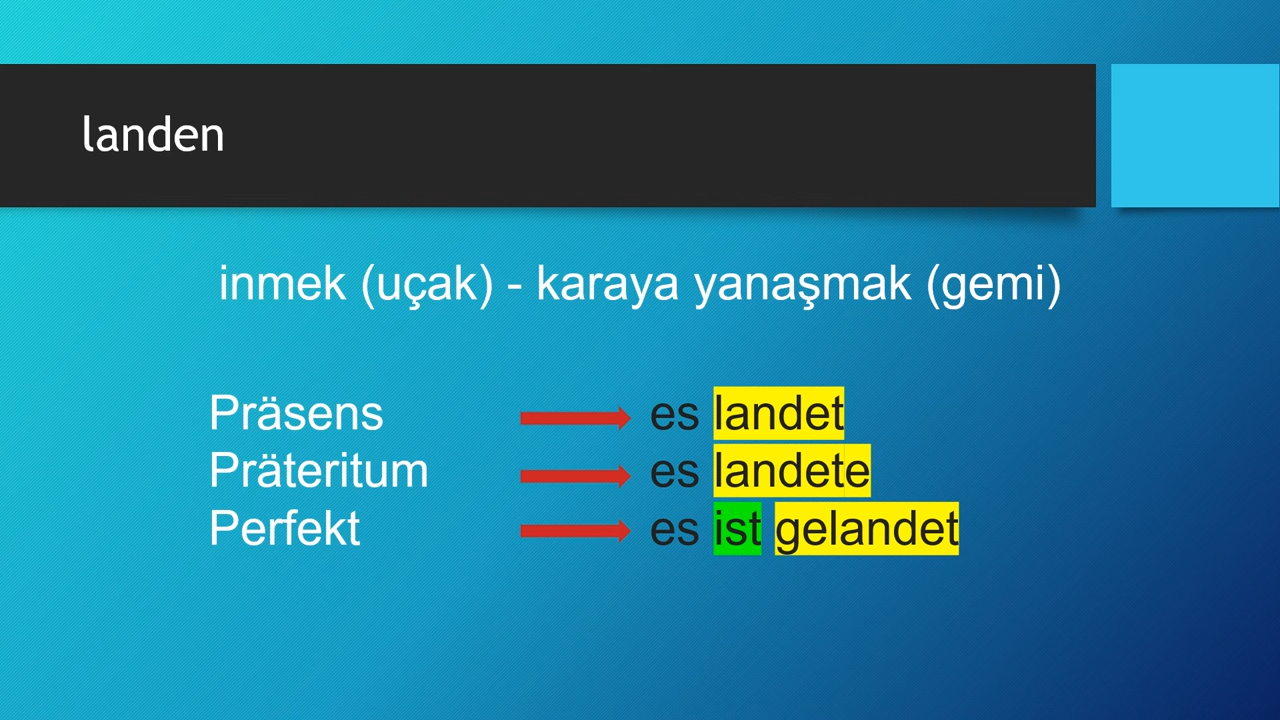 landen
inmek (uçak) - karaya yanaşmak (gemi)
Präsens es landet
Präteritum es landete
Perfekt es ist gelandet